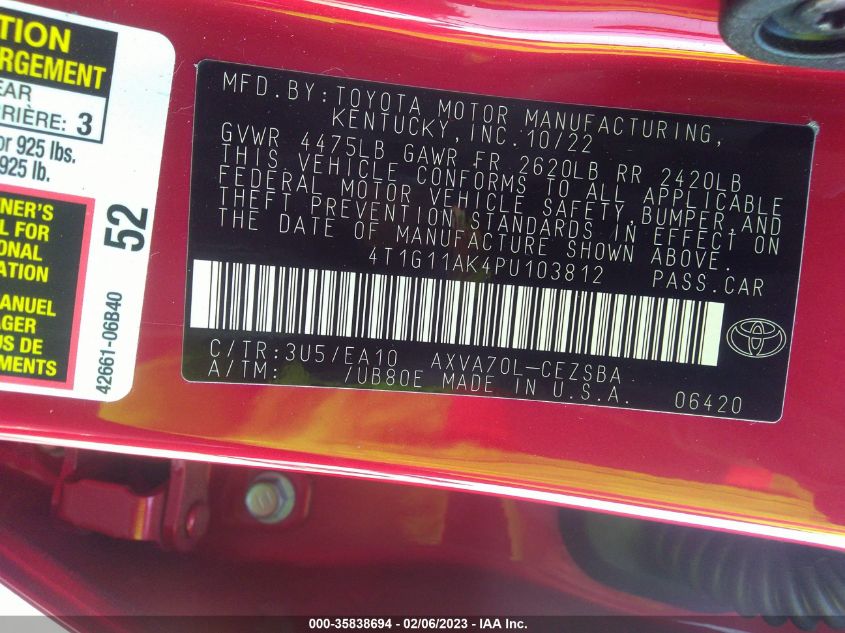 TION
RGEMENT
EAR
RRIÈRE: 3
or 925 lbs.
925 lb.
NER'S
L FOR
ONAL
ATION
MANUEL
AGER
US DE
EMENTS
52
42661-06B40
MFD.BY:TOYOTA MOTOR MANUFACTURING,
KENTUCKY,INC.10/22
GVWR 4475LB GAWR FR 2620LB RR 2420LB
THIS VEHICLE CONFORMS TO ALL APPLICABLE
FEDERAL MOTOR VEHICLE SAFETY,BUMPER,AND
THEFT PREVENTION STANDARDS IN EFFECT ON
THE DATE OF MANUFACTURE SHOWN ABOVE.
4T1G11AK4PU103812 PASS.CAR
C/TR:3U5/EA10 AXVA70L-CEZSBA
A/TM: /UB80E MADE IN U.S.A. 06420
000-35838694 - 02/06/2023 - IAA Inc.